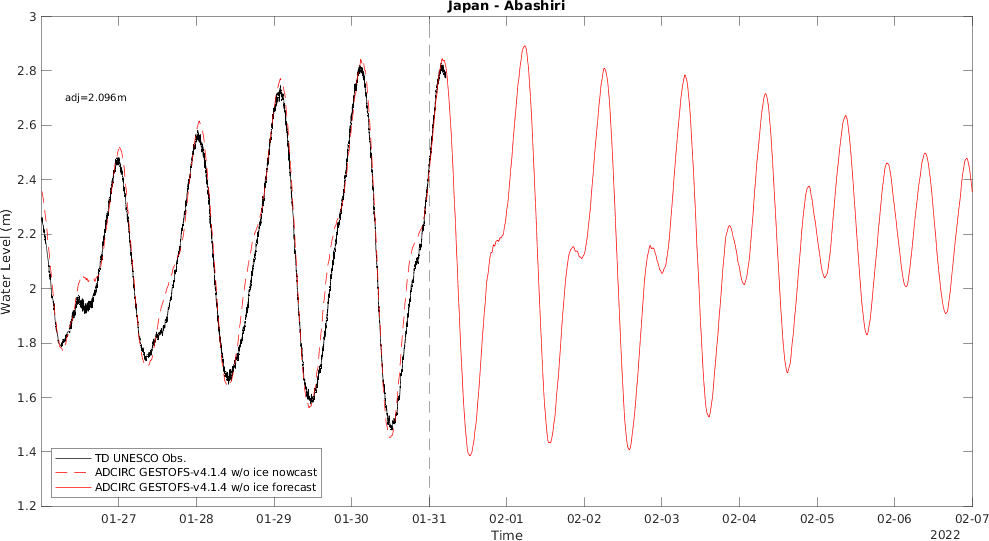 Japan - Abashiri
3
2.8
2.6
2.4
2.2
2
1.8
1.6
1.4
1.2
Water Level (m)
adj=2.096m
TD UNESCO Obs.
ADCIRC GESTOFS-v4.1.4 w/o ice nowcast
ADCIRC GESTOFS-v4.1.4 w/o ice forecast
01-27 01-28 01-29 01-30 01-31 02-01 02-02 02-03 02-04 02-05 02-06 02-07
Time
2022